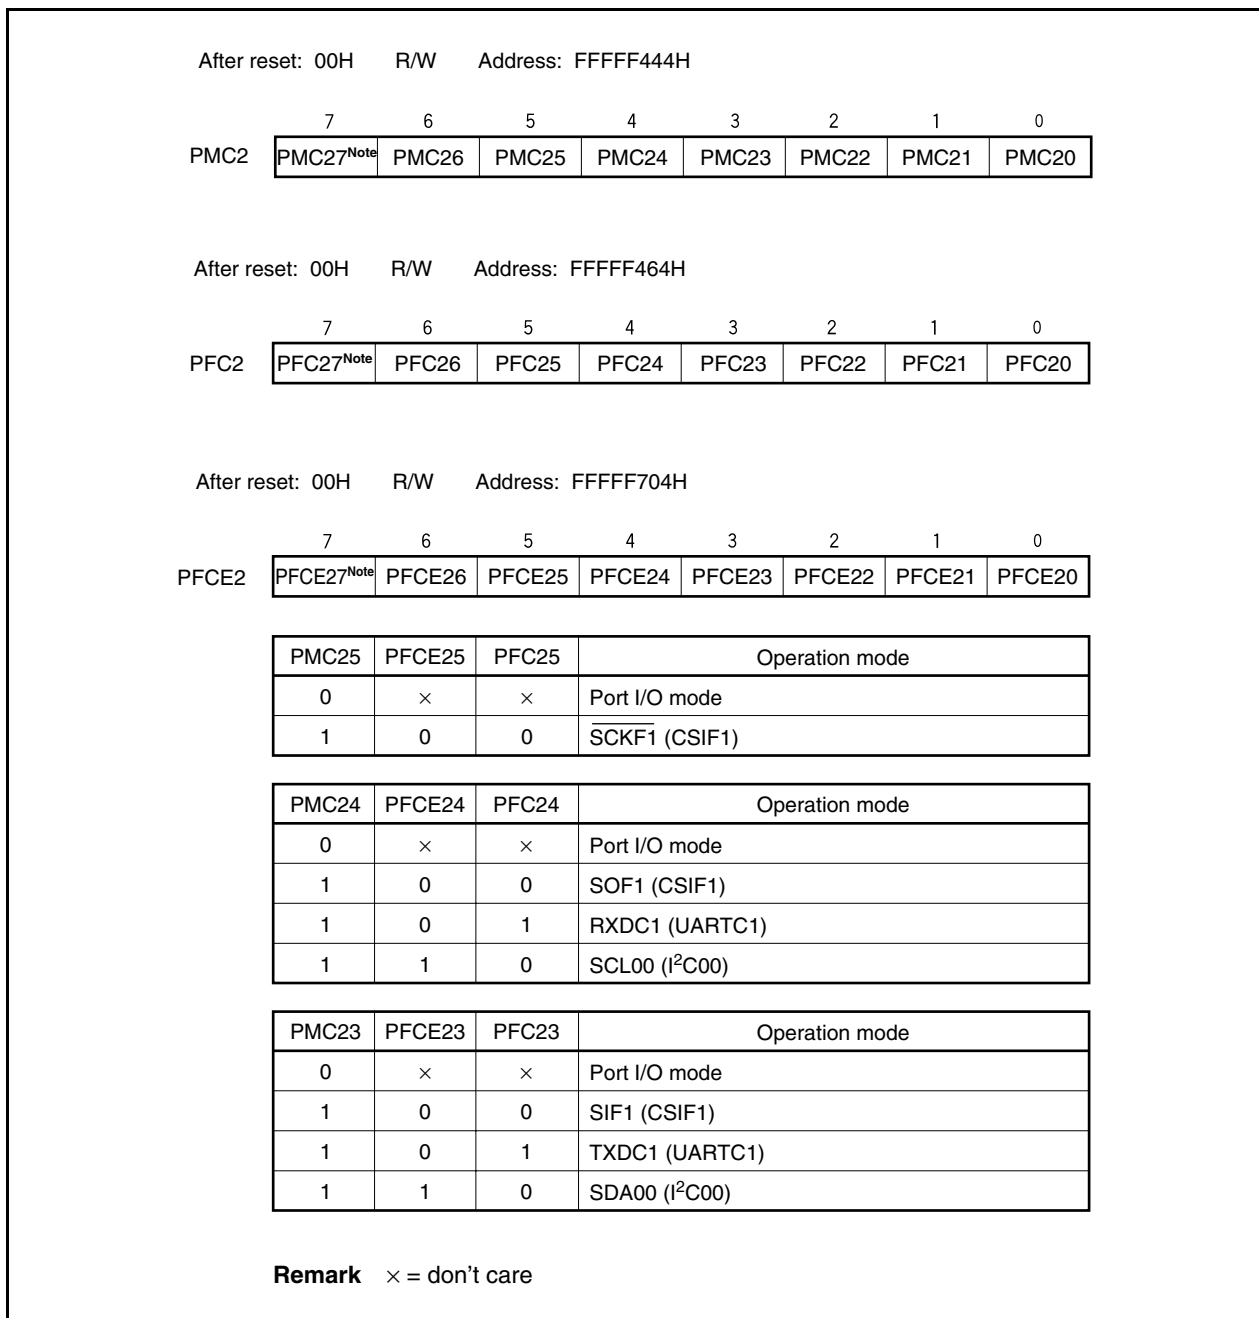 After reset: 00H R/W Address: FFFFF444H
7 6 5 4 3 2 1 0
PMC2 PMC27Note PMC26 PMC25 PMC24 PMC23 PMC22 PMC21 PMC20
After reset: 00H R/W Address: FFFFF464H
7 6 5 4 3 2 1 0
PFC2 PFC27Note PFC26 PFC25 PFC24 PFC23 PFC22 PFC21 PFC20
After reset: 00H R/W Address: FFFFF704H
7 6 5 4 3 2 1 0
PFCE2 PFCE27Note PFCE26 PFCE25 PFCE24 PFCE23 PFCE22 PFCE21 PFCE20
PMC25 PFCE25 PFC25 Operation mode
0 × × Port I/O mode
1 0 0 SCKF1 (CSIF1)
PMC24 PFCE24 PFC24 Operation mode
0 × × Port I/O mode
1 0 0 SOF1 (CSIF1)
1 0 1 RXDC1 (UARTC1)
1 1 0 SCL00 (I²C00)
PMC23 PFCE23 PFC23 Operation mode
0 × × Port I/O mode
1 0 0 SIF1 (CSIF1)
1 0 1 TXDC1 (UARTC1)
1 1 0 SDA00 (I²C00)
Remark × = don't care